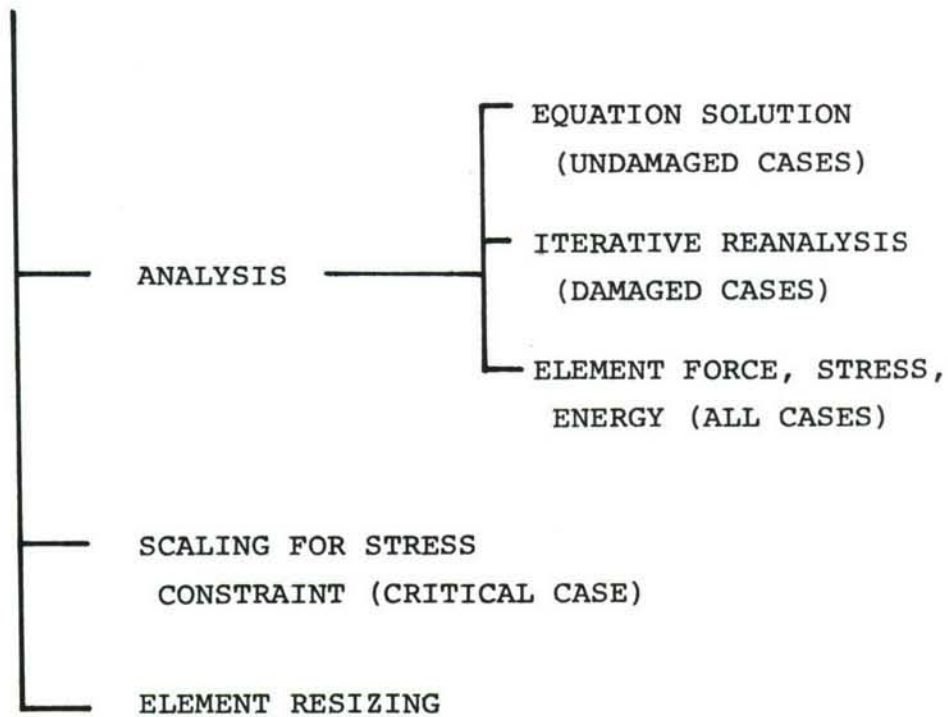 EQUATION SOLUTION
(UNDAMAGED CASES)
ITERATIVE REANALYSIS
(DAMAGED CASES)
ANALYSIS
ELEMENT FORCE, STRESS,
ENERGY (ALL CASES)
SCALING FOR STRESS
CONSTRAINT (CRITICAL CASE)
ELEMENT RESIZING